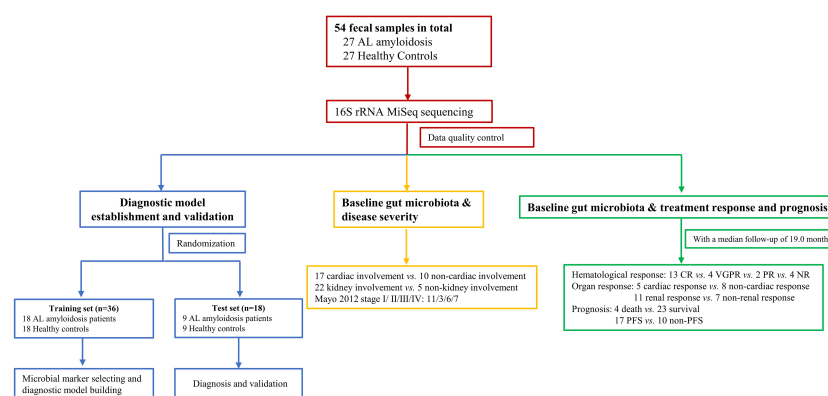 54 fecal samples in total
27 AL amyloidosis
27 Healthy Controls
16S rRNA MiSeq sequencing
Data quality control
Diagnostic model
establishment and validation
Randomization
Training set (n=36)
18 AL amyloidosis patients
18 Healthy controls
Test set (n=18)
9 AL amyloidosis patients
9 Healthy controls
Microbial marker selecting and
diagnostic model building
Diagnosis and validation
Baseline gut microbiota &
disease severity
17 cardiac involvement vs. 10 non-cardiac involvement
22 kidney involvement vs. 5 non-kidney involvement
Mayo 2012 stage I/ II/III/IV: 11/3/6/7
Baseline gut microbiota & treatment response and prognosis
With a median follow-up of 19.0 month
Hematological response: 13 CR vs. 4 VGPR vs. 2 PR vs. 4 NR
Organ response: 5 cardiac response vs. 8 non-cardiac response
11 renal response vs. 7 non-renal response
Prognosis: 4 death vs. 23 survival
17 PFS vs. 10 non-PFS